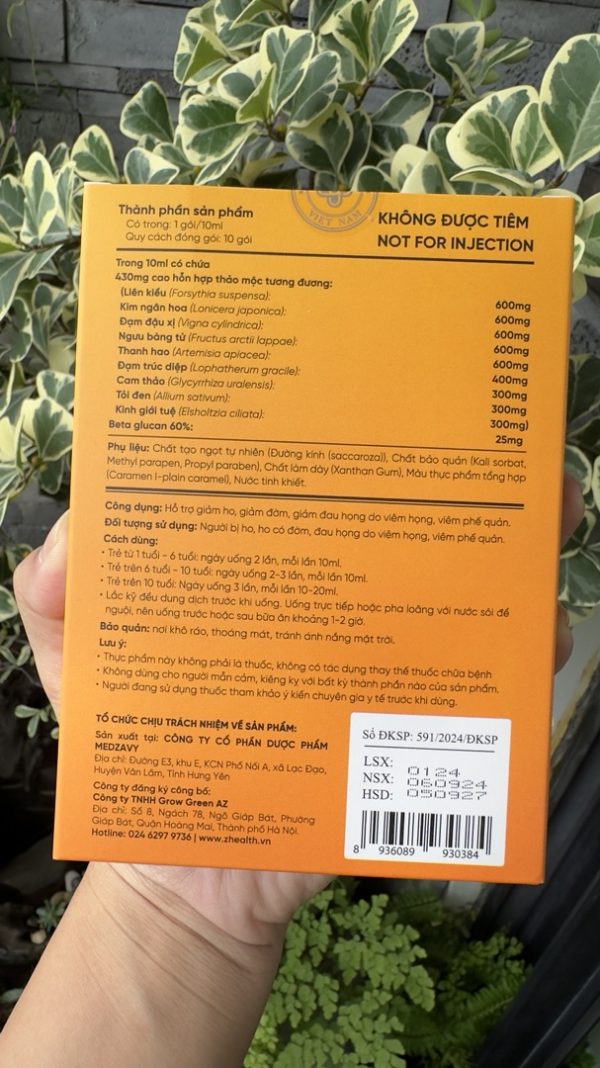 VIỆT NAM
Thành phần sản phẩm
Có trong: 1 gói/10ml
Quy cách đóng gói: 10 gói
KHÔNG ĐƯỢC TIÊM
NOT FOR INJECTION
Trong 10ml có chứa
430mg cao hỗn hợp thảo mộc tương đương:
(Liên kiều (Forsythia suspensa): 600mg
Kim ngân hoa (Lonicera japonica): 600mg
Đạm đậu xị (Vigna cylindrica): 600mg
Ngưu bàng tử (Fructus arctii lappae): 600mg
Thanh hao (Artemisia apiacea): 600mg
Đạm trúc diệp (Lophatherum gracile): 400mg
Cam thảo (Glycyrrhiza uralensis): 300mg
Tỏi đen (Allium sativum): 300mg
Kinh giới tuệ (Elsholtzia ciliata): 300mg)
Beta glucan 60%: 25mg
Phụ liệu: Chất tạo ngọt tự nhiên (Đường kính (saccaroza)), Chất bảo quản (Kali sorbat,
Methyl parapen, Propyl paraben), Chất làm dày (Xanthan Gum), Màu thực phẩm tổng hợp
(Caramen I-plain caramel), Nước tinh khiết.
Công dụng: Hỗ trợ giảm ho, giảm đờm, giảm đau họng do viêm họng, viêm phế quản.
Đối tượng sử dụng: Người bị ho, ho có đờm, đau họng do viêm họng, viêm phế quản.
Cách dùng:
• Trẻ từ 1 tuổi - 6 tuổi: ngày uống 2 lần, mỗi lần 10ml.
• Trẻ trên 6 tuổi - 10 tuổi: ngày uống 2-3 lần, mỗi lần 10ml.
• Trẻ trên 10 tuổi: Ngày uống 3 lần, mỗi lần 10-20ml.
• Lắc kỹ đều dung dịch trước khi uống. Uống trực tiếp hoặc pha loãng với nước sôi để
nguội, nên uống trước hoặc sau bữa ăn khoảng 1-2 giờ.
Bảo quản: nơi khô ráo, thoáng mát, tránh ánh nắng mặt trời.
Lưu ý:
• Thực phẩm này không phải là thuốc, không có tác dụng thay thế thuốc chữa bệnh
• Không dùng cho người mẫn cảm, kiêng kỵ với bất kỳ thành phần nào của sản phẩm.
• Người đang sử dụng thuốc tham khảo ý kiến chuyên gia y tế trước khi dùng.
TỔ CHỨC CHỊU TRÁCH NHIỆM VỀ SẢN PHẨM:
Sản xuất tại: CÔNG TY CỔ PHẦN DƯỢC PHẨM
MEDZAVY
Địa chỉ: Đường E3, khu E, KCN Phố Nối A, xã Lạc Đạo,
Huyện Văn Lâm, Tỉnh Hưng Yên
Công ty đăng ký công bố:
Công ty TNHH Grow Green AZ
Địa chỉ: Số 8, Ngách 78, Ngõ Giáp Bát, Phường
Giáp Bát, Quận Hoàng Mai, Thành phố Hà Nội.
Hotline: 024 6297 9736 | www.zhealth.vn
Số ĐKSP: 591/2024/ĐKSP
LSX: 0124
NSX: 060924
HSD: 050927
8 936089 930384